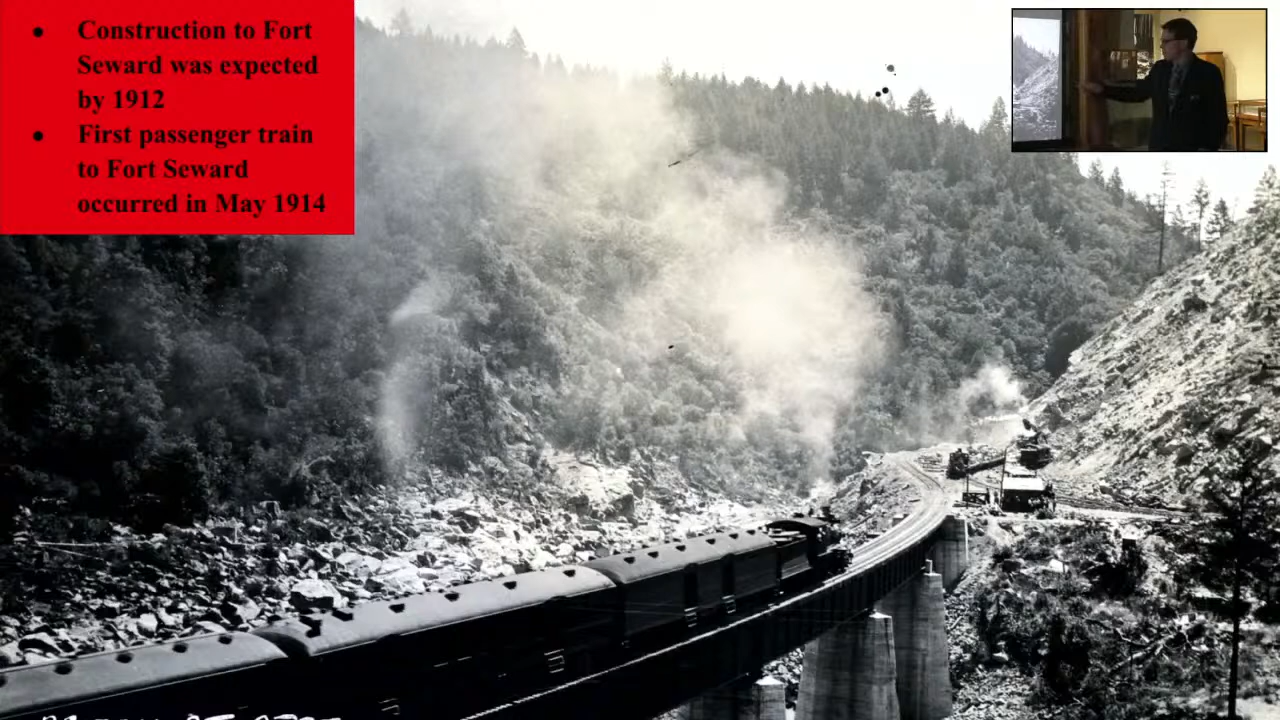 • Construction to Fort
Seward was expected
by 1912
• First passenger train
to Fort Seward
occurred in May 1914